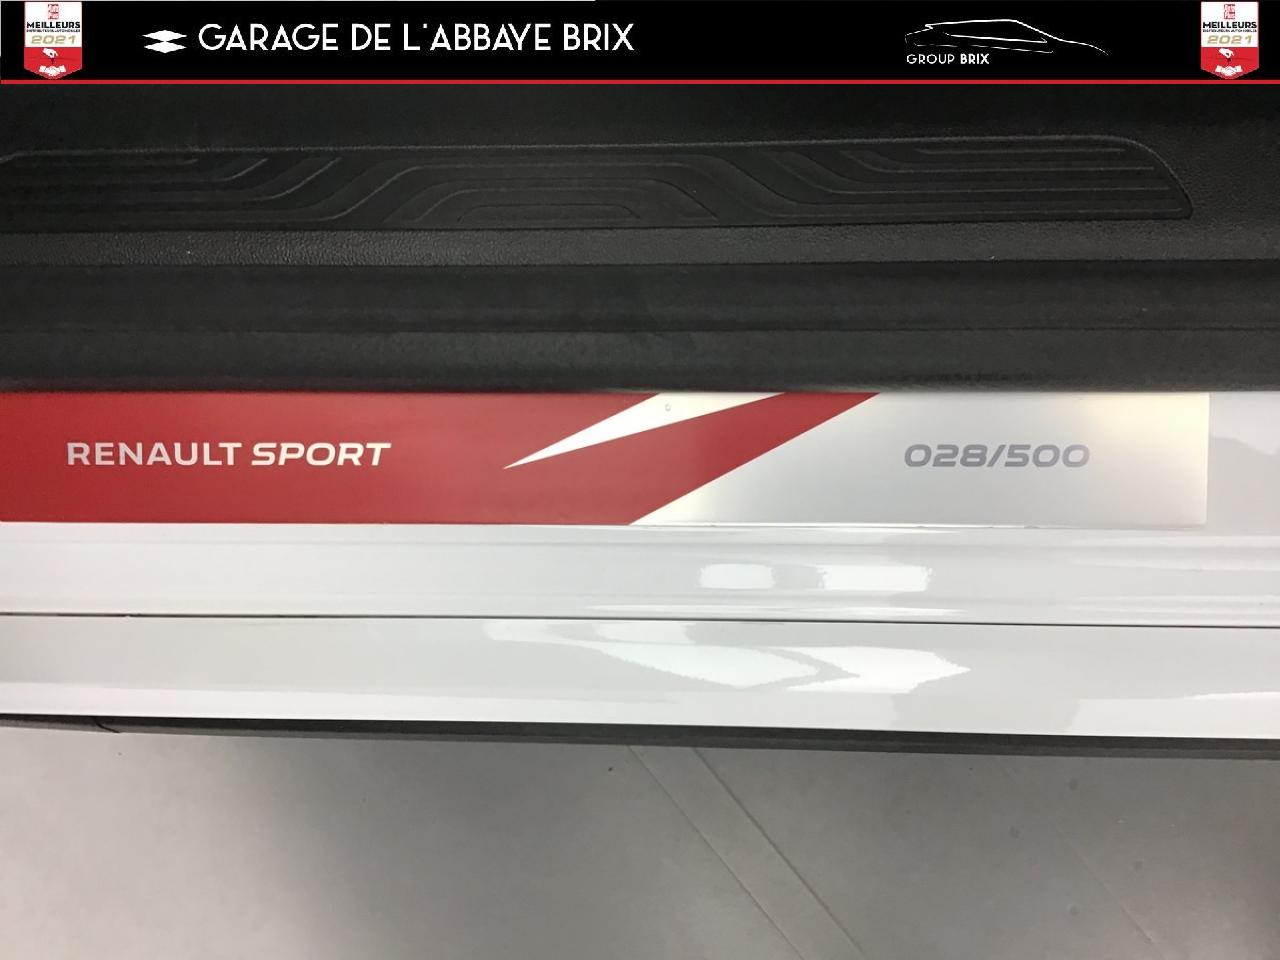 MEILLEURS
2021
GARAGE DE L'ABBAYE BRIX
GROUP BRIX
MEILLEURS
2021
RENAULT SPORT
028/500